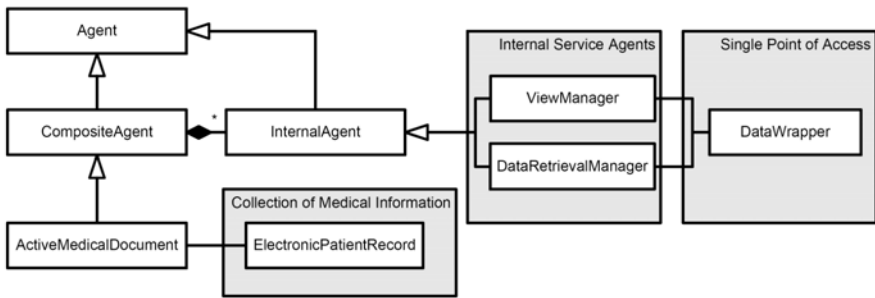 Agent
Internal Service Agents
Single Point of Access
ViewManager
CompositeAgent
*
InternalAgent
DataWrapper
DataRetrievalManager
Collection of Medical Information
ActiveMedicalDocument
ElectronicPatientRecord